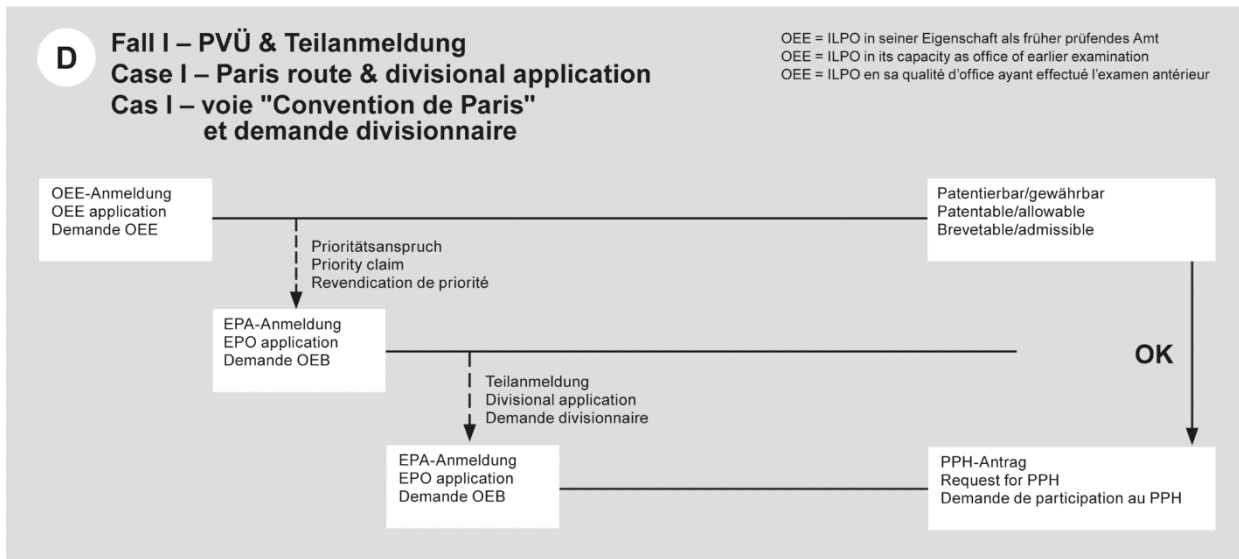 D
Fall I – PVÜ & Teilanmeldung
Case I – Paris route & divisional application
Cas I – voie "Convention de Paris"
et demande divisionnaire
OEE = ILPO in seiner Eigenschaft als früher prüfendes Amt
OEE = ILPO in its capacity as office of earlier examination
OEE = ILPO en sa qualité d'office ayant effectué l'examen antérieur
OEE-Anmeldung
OEE application
Demande OEE
Patentierbar/gewährbar
Patentable/allowable
Brevetable/admissible
Prioritätsanspruch
Priority claim
Revendication de priorité
EPA-Anmeldung
EPO application
Demande OEB
OK
Teilanmeldung
Divisional application
Demande divisionnaire
EPA-Anmeldung
EPO application
Demande OEB
PPH-Antrag
Request for PPH
Demande de participation au PPH